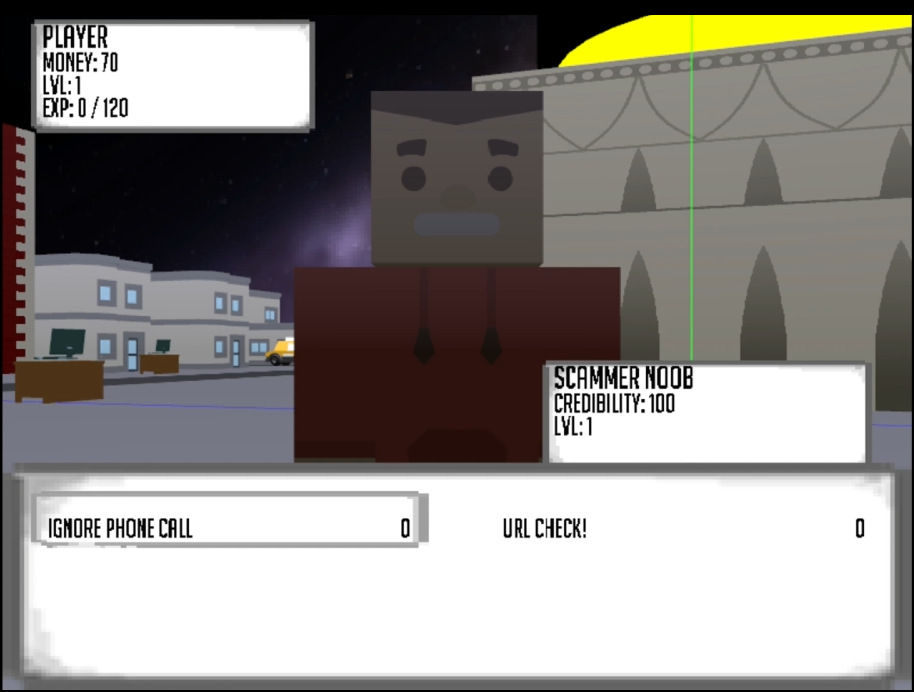 PLAYER
MONEY: 70
LVL: 1
EXP: 0 / 120
SCAMMER NOOB
CREDIBILITY: 100
LVL: 1
IGNORE PHONE CALL 0
URL CHECK! 0